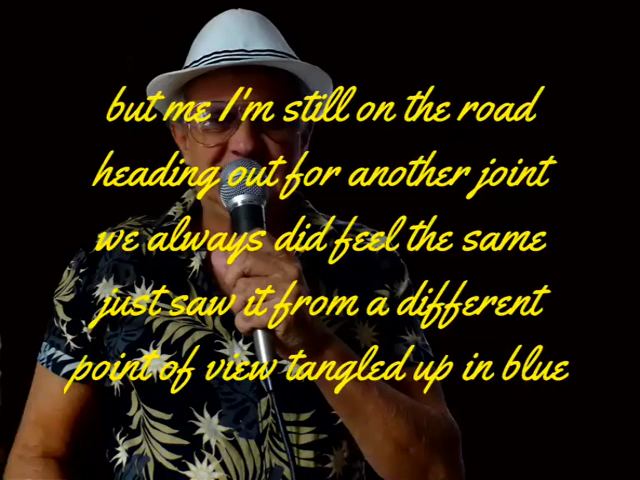 but me I'm still on the road
heading out for another joint
we always did feel the same
just saw it from a different
point of view tangled up in blue